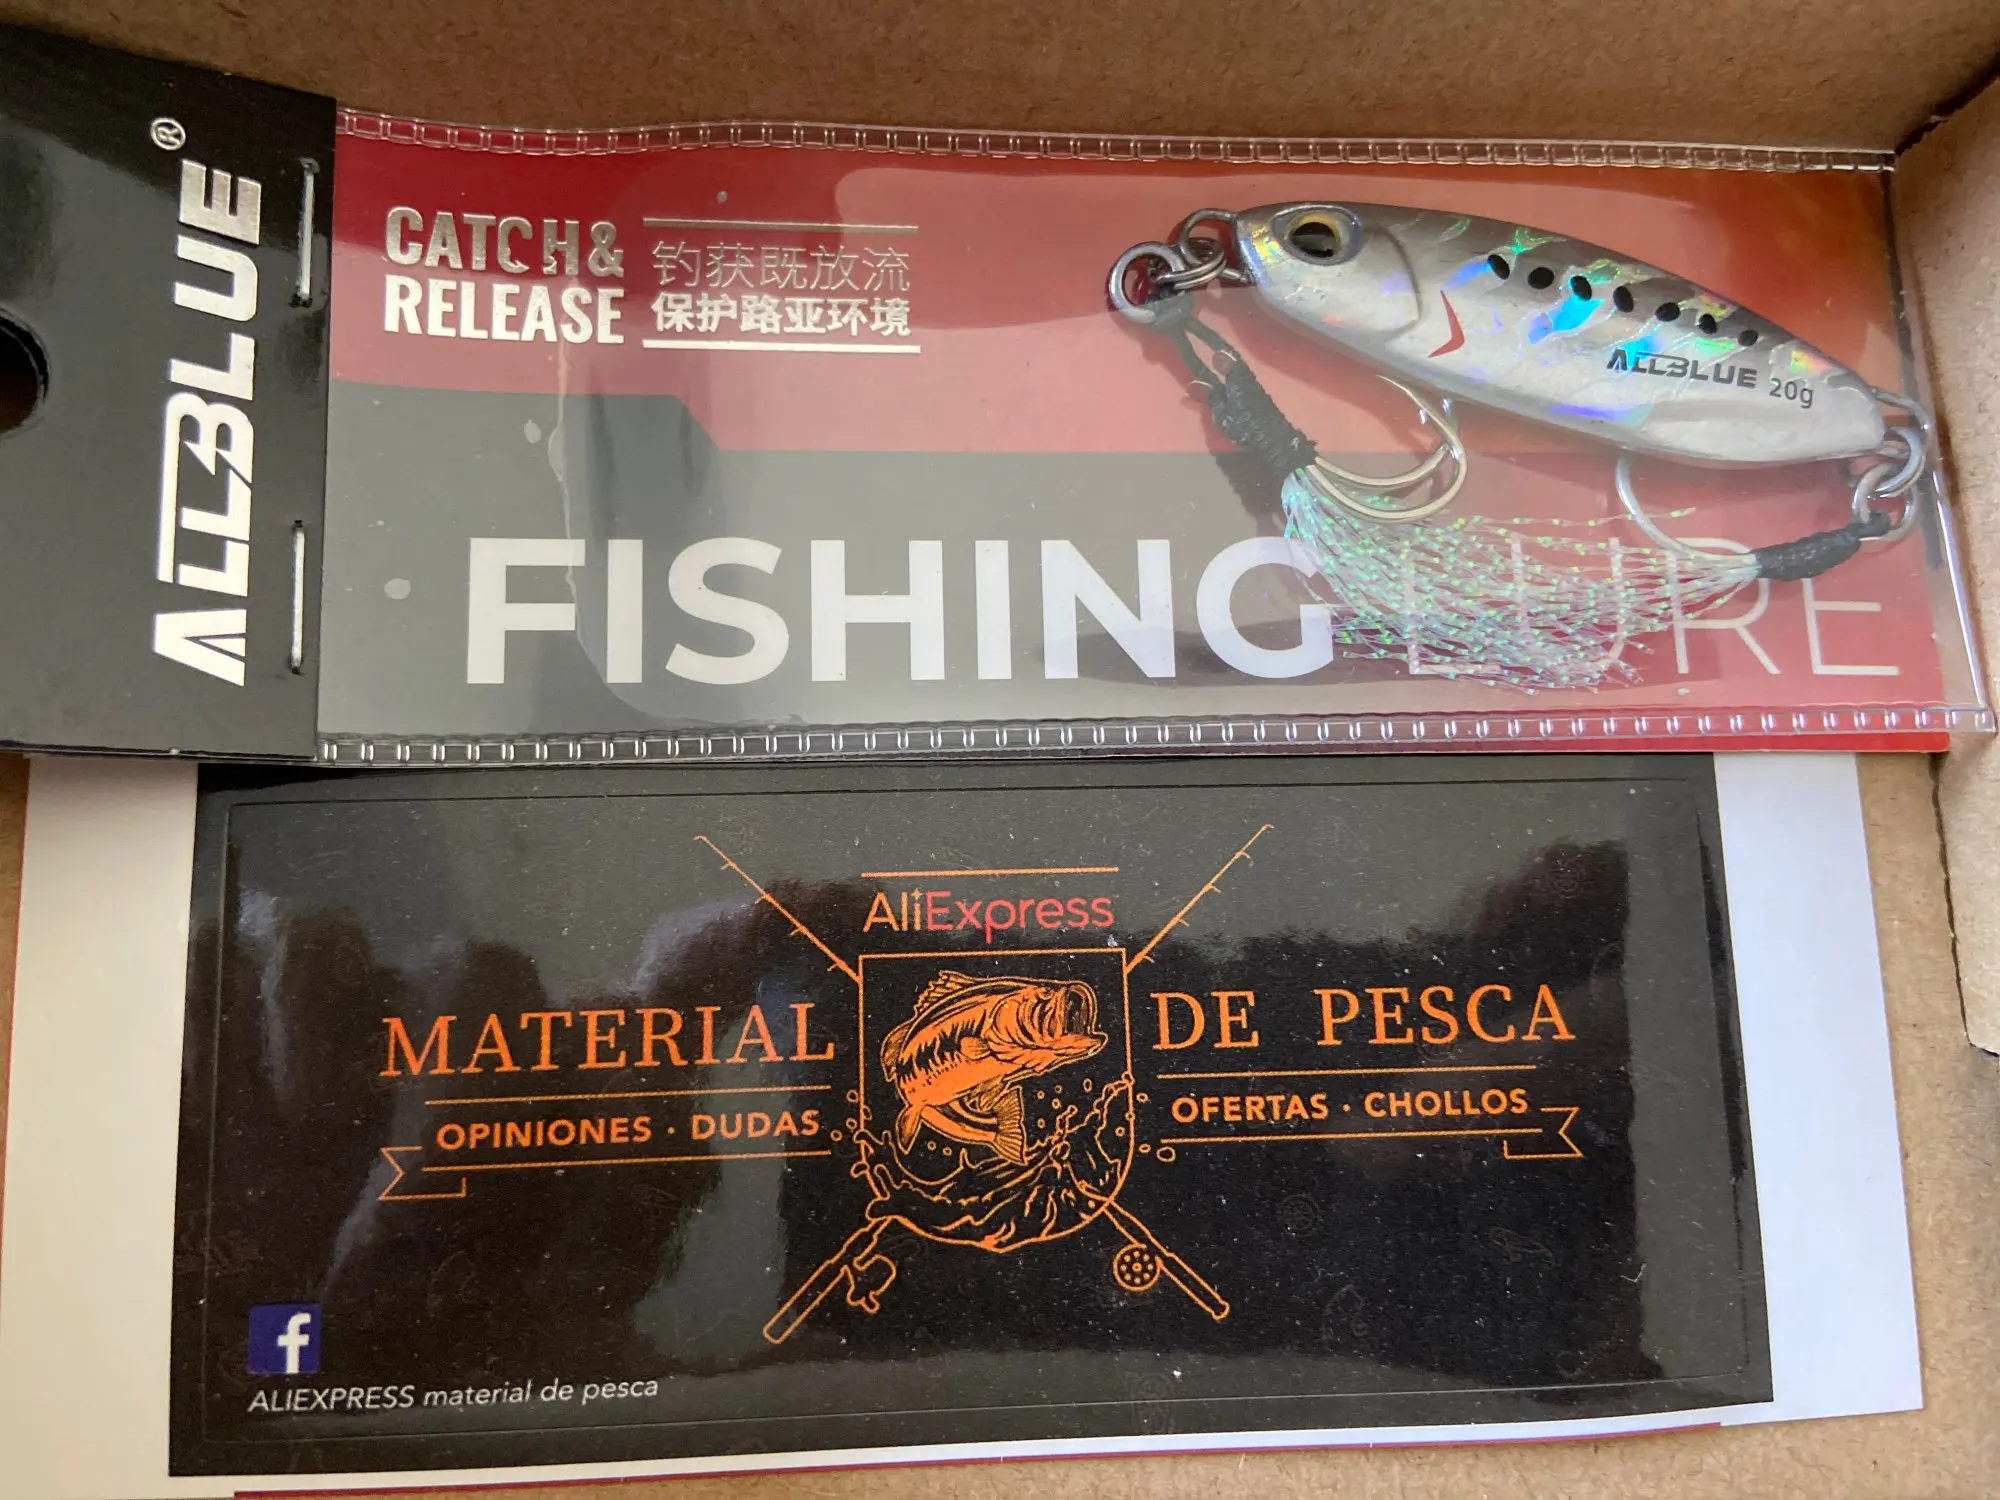 ALLBLUE®
CATCH &
RELEASE
钓获既放流
保护路亚环境
ALLBLUE 20g
FISHING LURE
AliExpress
MATERIAL DE PESCA
OPINIONES · DUDAS
OFERTAS · CHOLLOS
f
ALIEXPRESS material de pesca